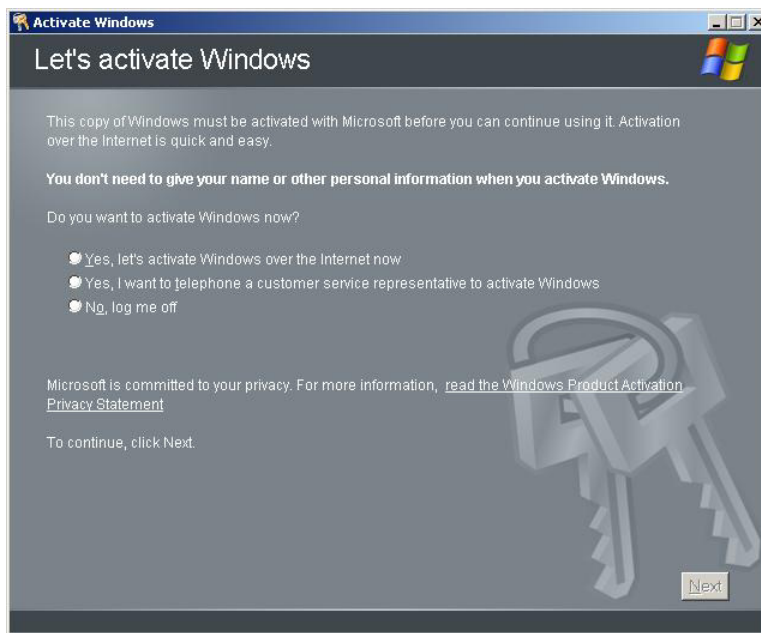 Activate Windows
Let's activate Windows
This copy of Windows must be activated with Microsoft before you can continue using it. Activation
over the Internet is quick and easy.
You don't need to give your name or other personal information when you activate Windows.
Do you want to activate Windows now?
Yes, let's activate Windows over the Internet now
Yes, I want to telephone a customer service representative to activate Windows
No, log me off
Microsoft is committed to your privacy. For more information, read the Windows Product Activation
Privacy Statement
To continue, click Next.
Next